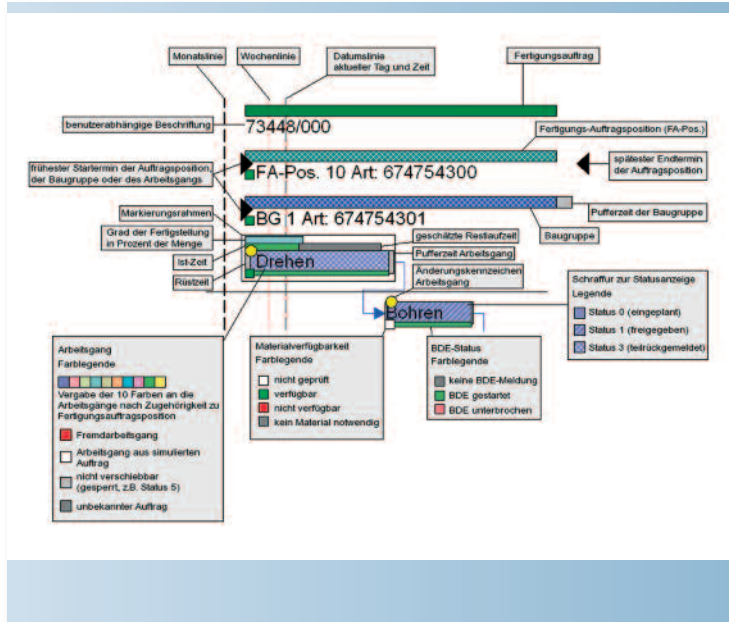 Monatslinie
Wochenlinie
Datumslinie
aktueller Tag und Zeit
Fertigungsauftrag
benutzerabhängige Beschriftung
73448/000
Fertigungs-Auftragsposition (FA-Pos.)
frühester Startermin der Auftragsposition,
der Baugruppe oder des Arbeitsgangs
FA-Pos. 10 Art: 674754300
spätester Endtermin
der Auftragsposition
Markierungsrahmen
BG 1 Art: 674754301
Pufferzeit der Baugruppe
Grad der Fertigstellung
in Prozent der Menge
geschätzte Restlaufzeit
Baugruppe
Ist-Zeit
Drehen
Pufferzeit Arbeitsgang
Rüstzeit
Änderungskennzeichen
Arbeitsgang
Bohren
Schraffur zur Statusanzeige
Legende
Status 0 (eingeplant)
Status 1 (freigegeben)
Status 3 (teilrückgemeldet)
Arbeitsgang
Farblegende
Vergabe der 10 Farben an die
Arbeitsgänge nach Zugehörigkeit zu
Fertigungsauftragsposition
Fremdarbeitsgang
Arbeitsgang aus simulierten
Auftrag
nicht verschiebbar
(gesperrt, z.B. Status 5)
unbekannter Auftrag
Materialverfügbarkeit
Farblegende
nicht geprüft
verfügbar
nicht verfügbar
kein Material notwendig
BDE-Status
Farblegende
keine BDE-Meldung
BDE gestartet
BDE unterbrochen